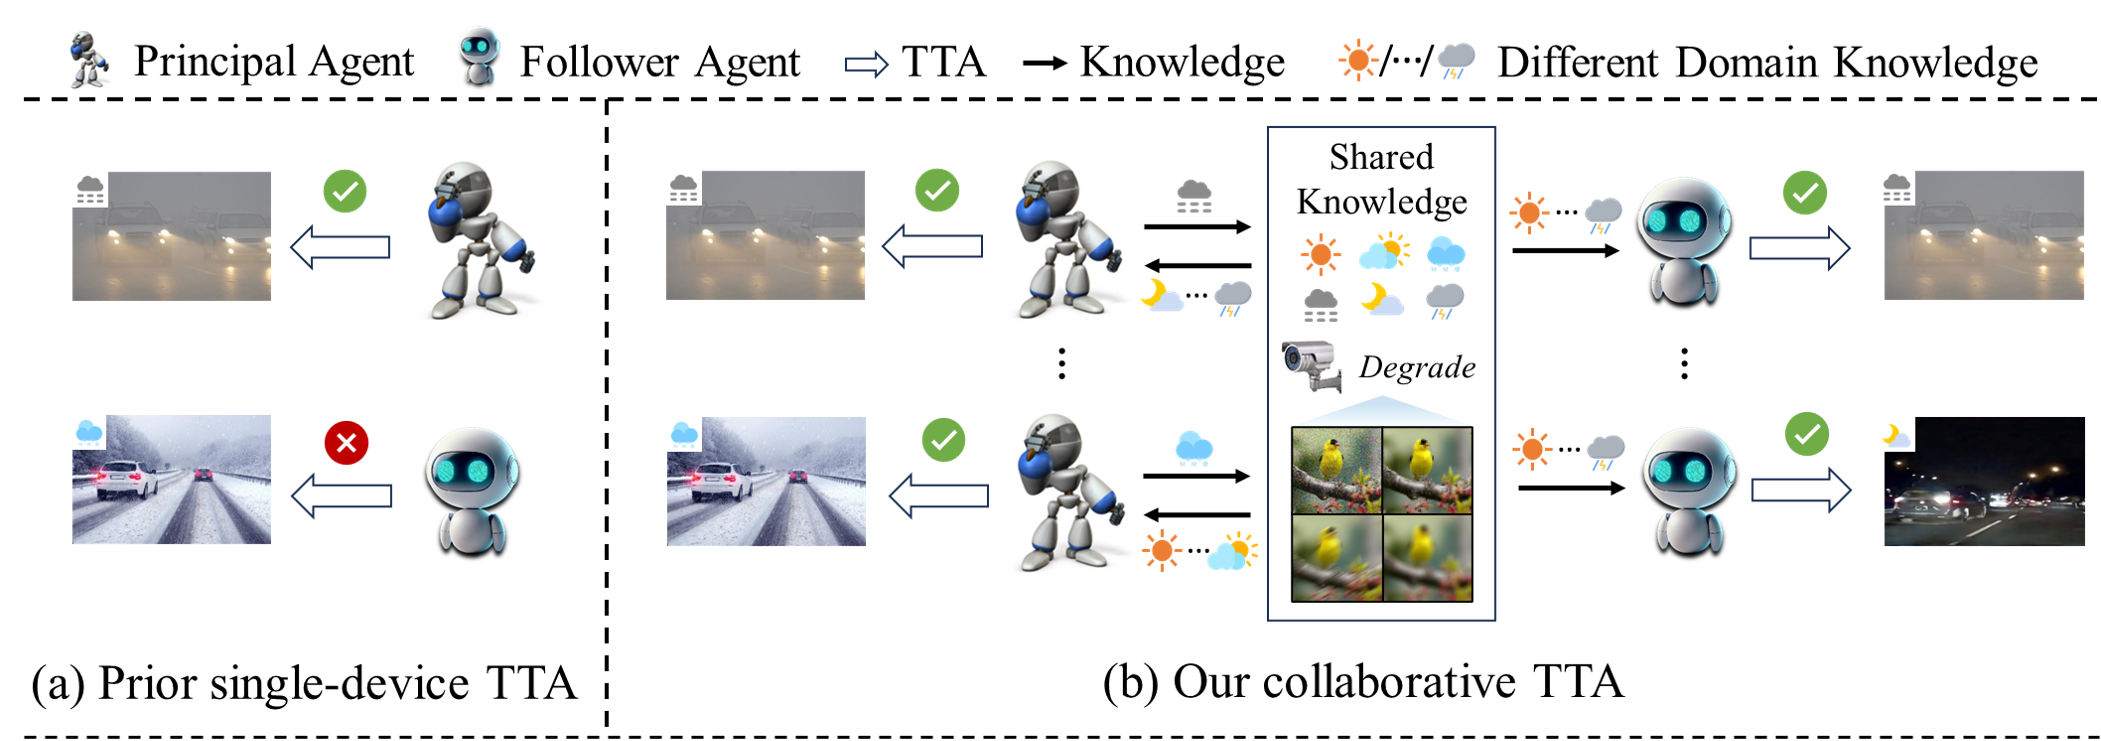 Principal Agent
Follower Agent
TTA
Knowledge
/···/
Different Domain Knowledge
Shared
Knowledge
Degrade
(a) Prior single-device TTA
(b) Our collaborative TTA